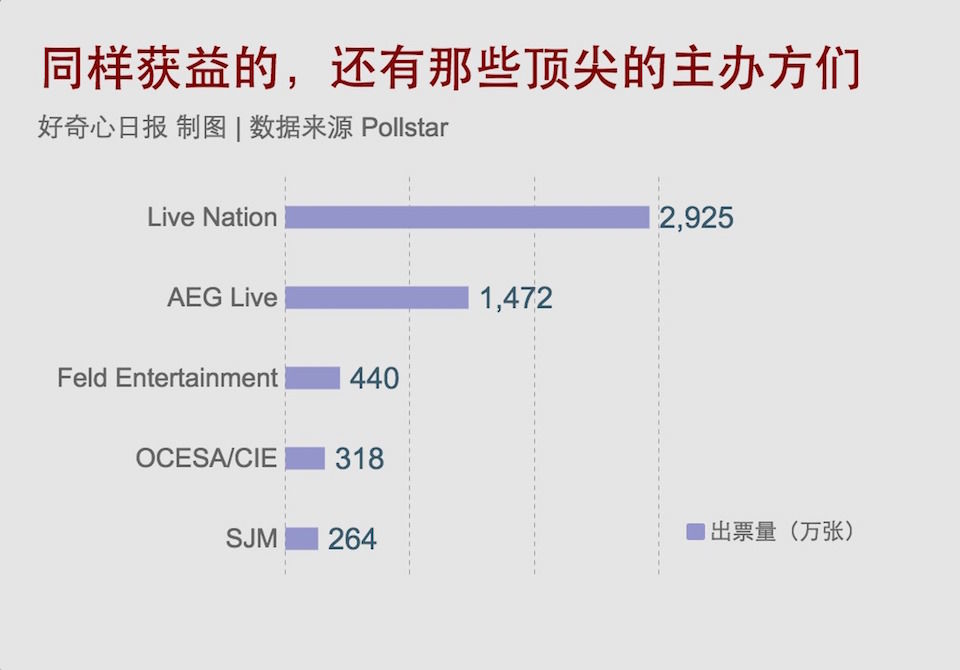 同样获益的，还有那些顶尖的主办方们
好奇心日报 制图 | 数据来源 Pollstar
Live Nation 2,925
AEG Live 1,472
Feld Entertainment 440
OCESA/CIE 318
SJM 264
出票量（万张）